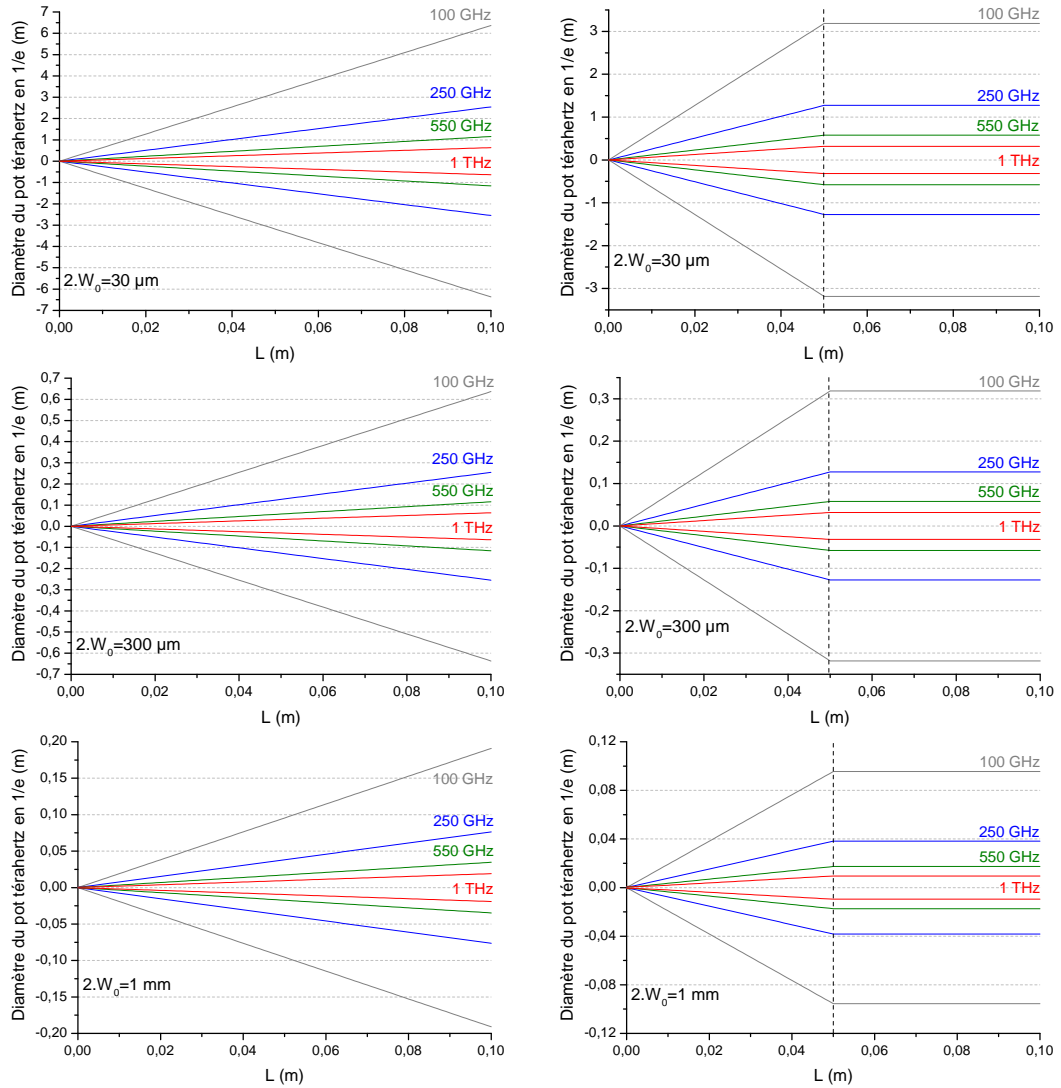 Diamètre du pot térahertz en 1/e (m)
7
6
5
4
3
2
1
0
-1
-2
-3
-4
-5
-6
-7
100 GHz
250 GHz
550 GHz
1 THz
2.W0=30 µm
0,00 0,02 0,04 0,06 0,08 0,10
L (m)
Diamètre du pot térahertz en 1/e (m)
3
2
1
0
-1
-2
-3
100 GHz
250 GHz
550 GHz
1 THz
2.W0=30 µm
0,00 0,02 0,04 0,06 0,08 0,10
L (m)
Diamètre du pot térahertz en 1/e (m)
0,7
0,6
0,5
0,4
0,3
0,2
0,1
0,0
-0,1
-0,2
-0,3
-0,4
-0,5
-0,6
-0,7
100 GHz
250 GHz
550 GHz
1 THz
2.W0=300 µm
0,00 0,02 0,04 0,06 0,08 0,10
L (m)
Diamètre du pot térahertz en 1/e (m)
0,3
0,2
0,1
0,0
-0,1
-0,2
-0,3
100 GHz
250 GHz
550 GHz
1 THz
2.W0=300 µm
0,00 0,02 0,04 0,06 0,08 0,10
L (m)
Diamètre du pot térahertz en 1/e (m)
0,20
0,15
0,10
0,05
0,00
-0,05
-0,10
-0,15
-0,20
100 GHz
250 GHz
550 GHz
1 THz
2.W0=1 mm
0,00 0,02 0,04 0,06 0,08 0,10
L (m)
Diamètre du pot térahertz en 1/e (m)
0,12
0,08
0,04
0,00
-0,04
-0,08
-0,12
100 GHz
250 GHz
550 GHz
1 THz
2.W0=1 mm
0,00 0,02 0,04 0,06 0,08 0,10
L (m)